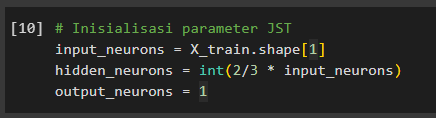 [10] # Inisialisasi parameter JST
input_neurons = X_train.shape[1]
hidden_neurons = int(2/3 * input_neurons)
output_neurons = 1